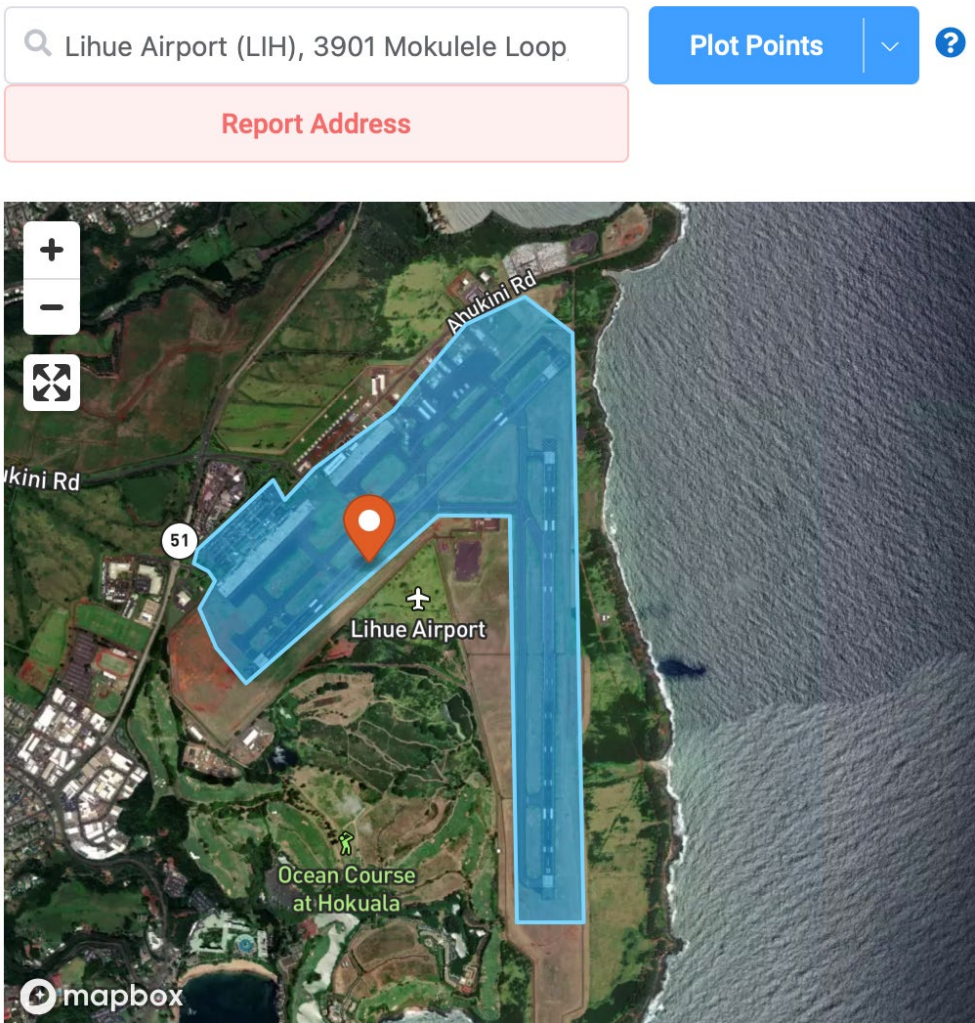 Lihue Airport (LIH), 3901 Mokulele Loop
Plot Points
?
Report Address
+
−
Ahukini Rd
ukini Rd
51
Lihue Airport
Ocean Course
at Hokuala
mapbox